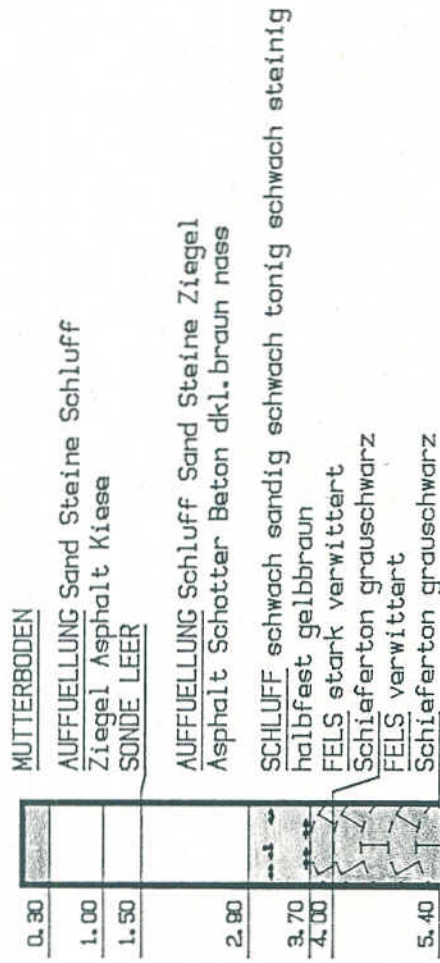 MUTTERBODEN
0.30
AUFFUELLUNG Sand Steine Schluff
Ziegel Asphalt Kiese
1.00
SONDE LEER
1.50
AUFFUELLUNG Schluff Sand Steine Ziegel
Asphalt Schotter Beton dkl.braun nass
2.80
SCHLUFF schwach sandig schwach tonig schwach steinig
halbfest gelbbraun
3.70
FELS stark verwittert
Schieferton grauschwarz
4.00
FELS verwittert
Schieferton grauschwarz
5.40